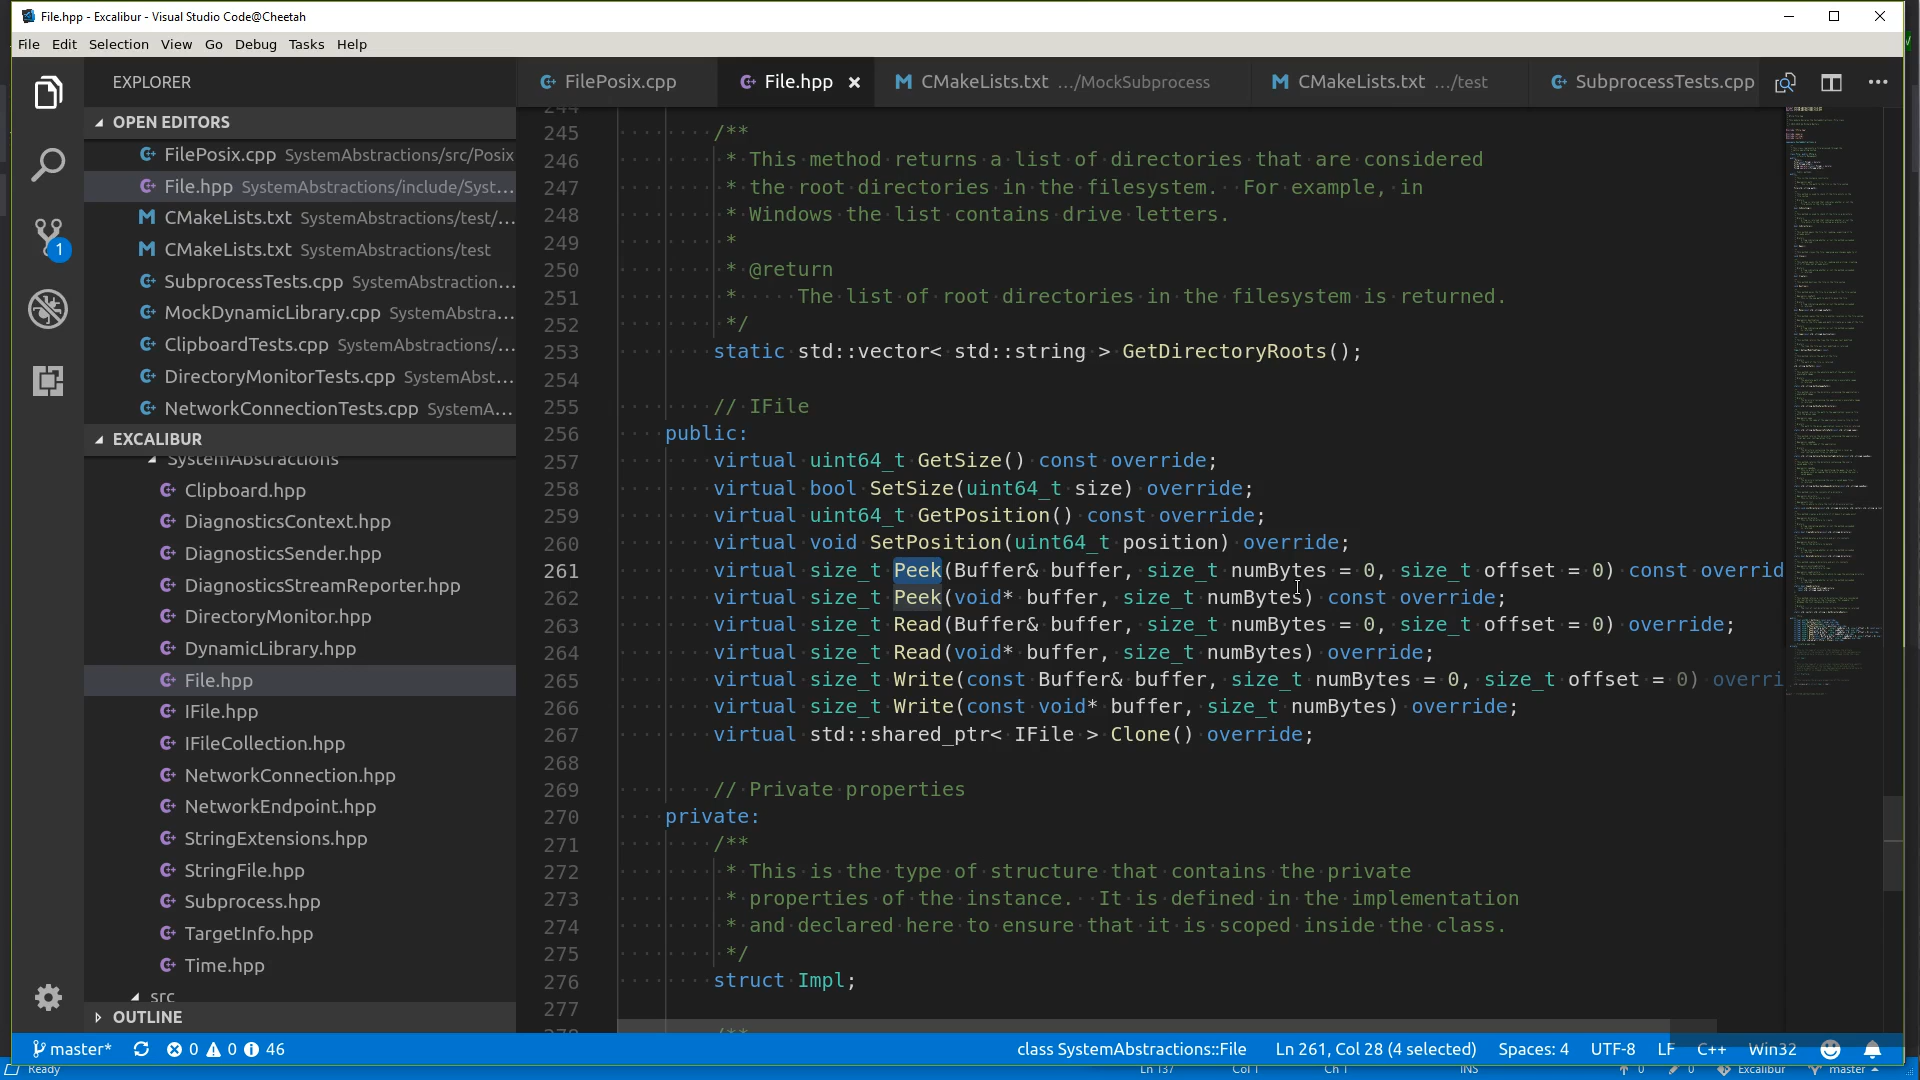 File.hpp - Excalibur - Visual Studio Code@Cheetah
File Edit Selection View Go Debug Tasks Help
EXPLORER
FilePosix.cpp File.hpp CMakeLists.txt .../MockSubprocess CMakeLists.txt .../test SubprocessTests.cpp
OPEN EDITORS
FilePosix.cpp SystemAbstractions/src/Posix
File.hpp SystemAbstractions/include/Syst...
CMakeLists.txt SystemAbstractions/test/...
CMakeLists.txt SystemAbstractions/test
SubprocessTests.cpp SystemAbstraction...
MockDynamicLibrary.cpp SystemAbstra...
ClipboardTests.cpp SystemAbstractions/...
DirectoryMonitorTests.cpp SystemAbst...
NetworkConnectionTests.cpp SystemA...
1
EXCALIBUR
SystemAbstractions
Clipboard.hpp
DiagnosticsContext.hpp
DiagnosticsSender.hpp
DiagnosticsStreamReporter.hpp
DirectoryMonitor.hpp
DynamicLibrary.hpp
File.hpp
IFile.hpp
IFileCollection.hpp
NetworkConnection.hpp
NetworkEndpoint.hpp
StringExtensions.hpp
StringFile.hpp
Subprocess.hpp
TargetInfo.hpp
Time.hpp
src
OUTLINE
244
245 /**
246 * This method returns a list of directories that are considered
247 * the root directories in the filesystem.  For example, in
248 * Windows the list contains drive letters.
249 *
250 * @return
251 *     The list of root directories in the filesystem is returned.
252 */
253 static std::vector< std::string > GetDirectoryRoots();
254
255 // IFile
256 public:
257 virtual uint64_t GetSize() const override;
258 virtual bool SetSize(uint64_t size) override;
259 virtual uint64_t GetPosition() const override;
260 virtual void SetPosition(uint64_t position) override;
261 virtual size_t Peek(Buffer& buffer, size_t numBytes = 0, size_t offset = 0) const overrid
262 virtual size_t Peek(void* buffer, size_t numBytes) const override;
263 virtual size_t Read(Buffer& buffer, size_t numBytes = 0, size_t offset = 0) override;
264 virtual size_t Read(void* buffer, size_t numBytes) override;
265 virtual size_t Write(const Buffer& buffer, size_t numBytes = 0, size_t offset = 0) overri
266 virtual size_t Write(const void* buffer, size_t numBytes) override;
267 virtual std::shared_ptr< IFile > Clone() override;
268
269 // Private properties
270 private:
271 /**
272 * This is the type of structure that contains the private
273 * properties of the instance.  It is defined in the implementation
274 * and declared here to ensure that it is scoped inside the class.
275 */
276 struct Impl;
277
278 /**
master* 0 0 46 class SystemAbstractions::File Ln 261, Col 28 (4 selected) Spaces: 4 UTF-8 LF C++ Win32
Ready Ln 137 Col 1 Ch 1 INS 0 0 Excalibur master